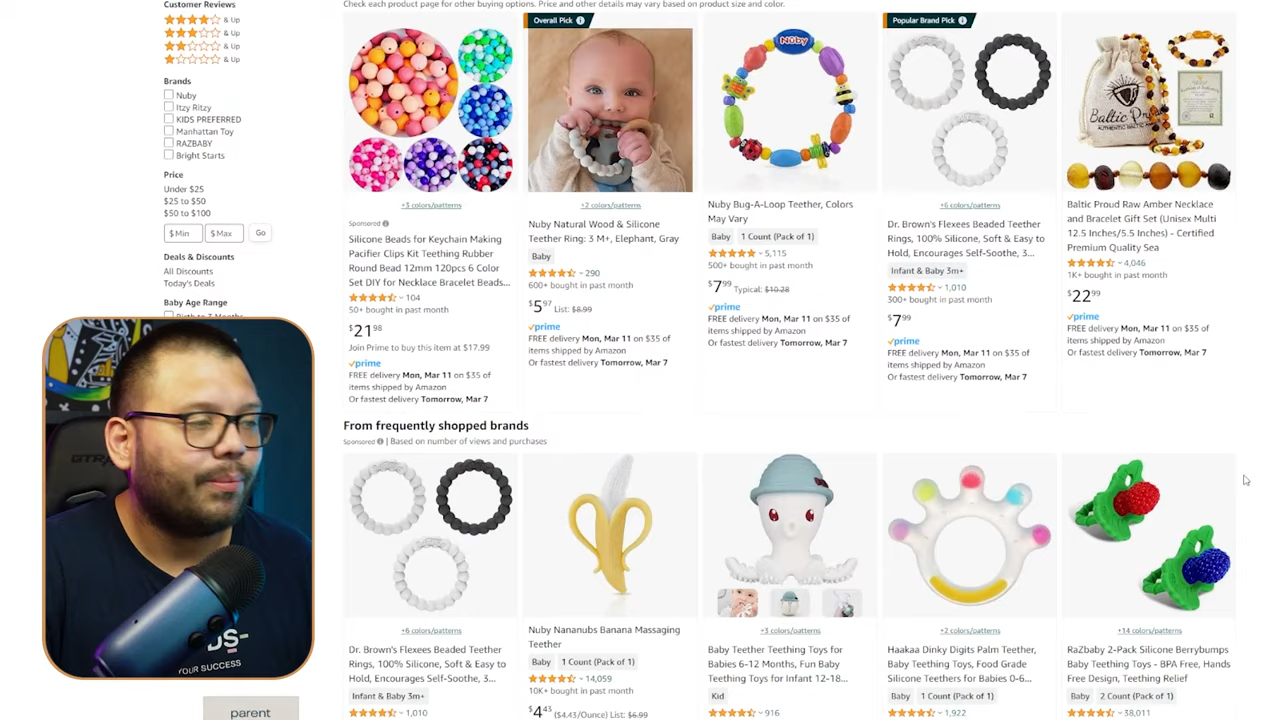 Check each product page for other buying options. Price and other details may vary based on product size and color.
Customer Reviews
& Up
& Up
& Up
& Up
Brands
Nuby
Itzy Ritzy
KIDS PREFERRED
Manhattan Toy
RAZBABY
Bright Starts
Price
Under $25
$25 to $50
$50 to $100
$ Min
$ Max
Go
Deals & Discounts
All Discounts
Today's Deals
Baby Age Range
Birth to 3 Months
+3 colors/patterns
Sponsored
Silicone Beads for Keychain Making
Pacifier Clips Kit Teething Rubber
Round Bead 12mm 120pcs 6 Color
Set DIY for Necklace Bracelet Beads...
104
50+ bought in past month
$21 98
Join Prime to buy this item at $17.99
prime
FREE delivery Mon, Mar 11 on $35 of
items shipped by Amazon
Or fastest delivery Tomorrow, Mar 7
Overall Pick
+2 colors/patterns
Nuby Natural Wood & Silicone
Teether Ring: 3 M+, Elephant, Gray
Baby
290
600+ bought in past month
$5 97 List: $8.99
prime
FREE delivery Mon, Mar 11 on $35 of
items shipped by Amazon
Or fastest delivery Tomorrow, Mar 7
Nûby
Nuby Bug-A-Loop Teether, Colors
May Vary
Baby
1 Count (Pack of 1)
5,115
500+ bought in past month
$7 99 Typical: $10.28
prime
FREE delivery Mon, Mar 11 on $35 of
items shipped by Amazon
Or fastest delivery Tomorrow, Mar 7
Popular Brand Pick
+6 colors/patterns
Dr. Brown's Flexees Beaded Teether
Rings, 100% Silicone, Soft & Easy to
Hold, Encourages Self-Soothe, 3...
Infant & Baby 3m+
1,010
300+ bought in past month
$7 99
prime
FREE delivery Mon, Mar 11 on $35 of
items shipped by Amazon
Or fastest delivery Tomorrow, Mar 7
Baltic Proud Raw Amber Necklace
and Bracelet Gift Set (Unisex Multi
12.5 Inches/5.5 Inches) - Certified
Premium Quality Sea
4,046
1K+ bought in past month
$22 99
prime
FREE delivery Mon, Mar 11 on $35 of
items shipped by Amazon
Or fastest delivery Tomorrow, Mar 7
From frequently shopped brands
Sponsored | Based on number of views and purchases
+6 colors/patterns
Dr. Brown's Flexees Beaded Teether
Rings, 100% Silicone, Soft & Easy to
Hold, Encourages Self-Soothe, 3...
Infant & Baby 3m+
1,010
Nuby Nananubs Banana Massaging
Teether
Baby
1 Count (Pack of 1)
14,059
10K+ bought in past month
$4 43 ($4.43/Ounce) List: $6.99
+3 colors/patterns
Baby Teether Teething Toys for
Babies 6-12 Months, Fun Baby
Teething Toys for Infant 12-18...
Kid
916
+2 colors/patterns
Haakaa Dinky Digits Palm Teether,
Baby Teething Toys, Food Grade
Silicone Teethers for Babies 0-6...
Baby
1 Count (Pack of 1)
1,922
+14 colors/patterns
RaZbaby 2-Pack Silicone Berrybumps
Baby Teething Toys - BPA Free, Hands
Free Design, Teething Relief
Baby
2 Count (Pack of 1)
38,011
YOUR SUCCESS
parent